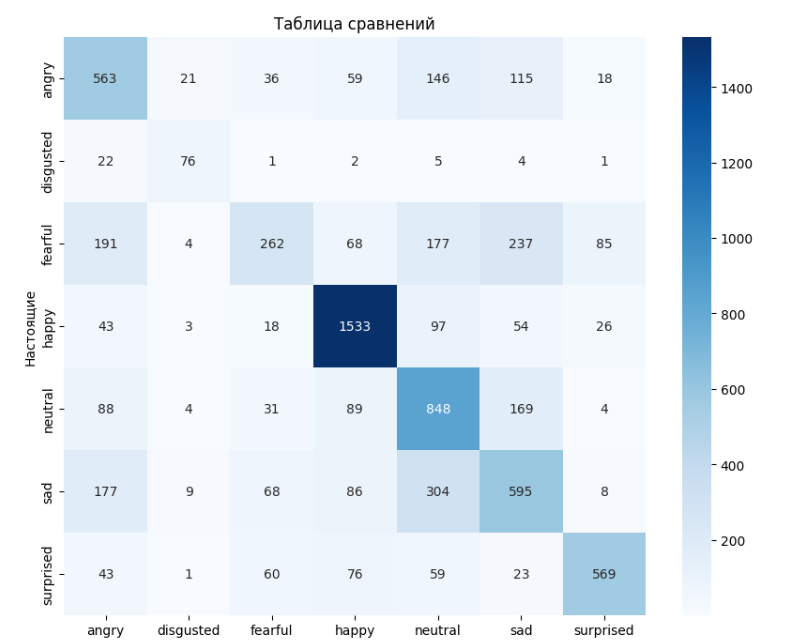 Таблица сравнений
angry 563 21 36 59 146 115 18
disgusted 22 76 1 2 5 4 1
fearful 191 4 262 68 177 237 85
happy 43 3 18 1533 97 54 26
neutral 88 4 31 89 848 169 4
sad 177 9 68 86 304 595 8
surprised 43 1 60 76 59 23 569
angry disgusted fearful happy neutral sad surprised
Настоящие
1400
1200
1000
800
600
400
200